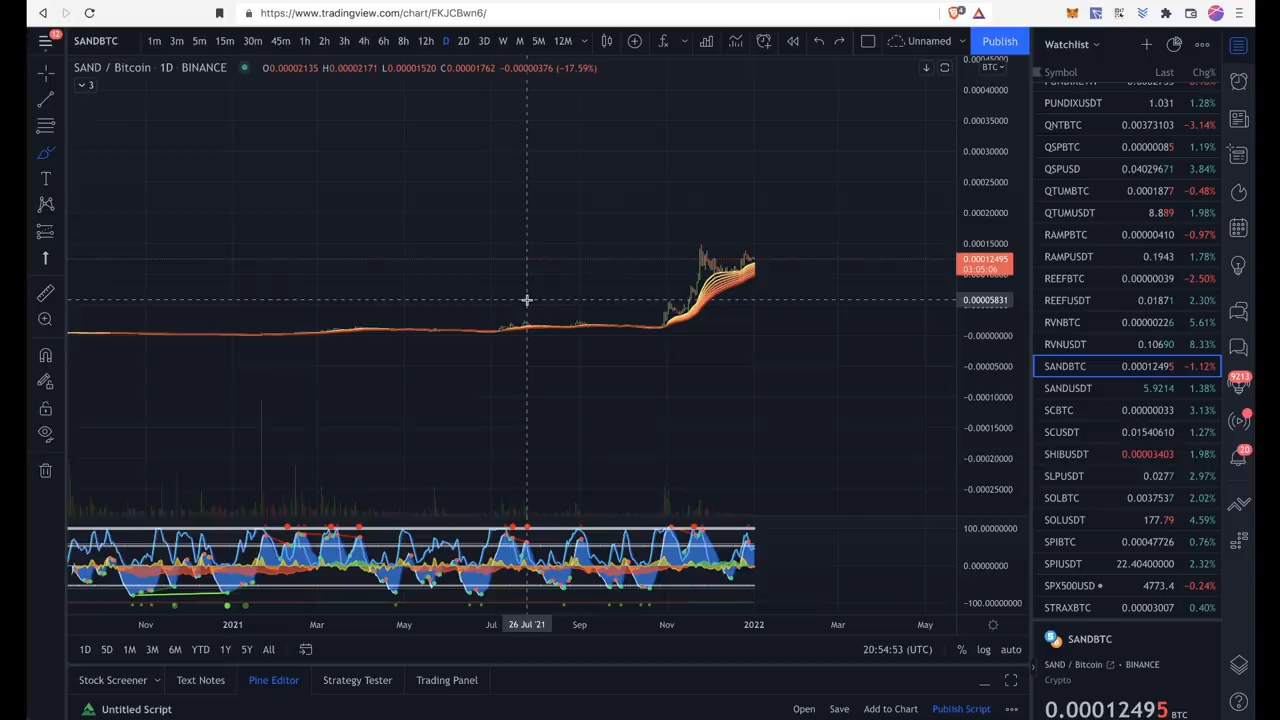 https://www.tradingview.com/chart/FKJCBwn6/
12
SANDBTC 1m 3m 5m 15m 30m 45m 1h 2h 3h 4h 6h 8h 12h D 2D 3D W M 5M 12M Unnamed Publish
Watchlist
SAND / Bitcoin · 1D · BINANCE O0.00002135 H0.00002171 L0.00001520 C0.00001762 −0.00000376 (−17.59%)
BTC
3
Symbol Last Chg%
PUNDIXUSDT 1.031 1.28%
QNTBTC 0.00373103 −3.14%
QSPBTC 0.00000085 1.19%
QSPUSD 0.04029671 3.84%
QTUMBTC 0.0001877 −0.48%
QTUMUSDT 8.889 1.98%
RAMPBTC 0.00000410 −0.97%
RAMPUSDT 0.1943 1.78%
REEFBTC 0.00000039 −2.50%
REEFUSDT 0.01871 2.30%
RVNBTC 0.00000226 5.61%
RVNUSDT 0.10690 8.33%
SANDBTC 0.00012495 −1.12%
SANDUSDT 5.9214 1.38%
SCBTC 0.00000033 3.13%
SCUSDT 0.01540610 1.27%
SHIBUSDT 0.00003403 1.98%
SLPUSDT 0.0277 2.97%
SOLBTC 0.0037537 2.02%
SOLUSDT 177.79 4.59%
SPIBTC 0.00047726 0.76%
SPIUSDT 22.40400000 2.32%
SPX500USD 4773.4 −0.24%
STRAXBTC 0.00003007 0.40%
9213
20
0.00040000
0.00035000
0.00030000
0.00025000
0.00020000
0.00015000
0.00012495
03:05:06
0.00005831
−0.00000000
−0.00005000
−0.00010000
−0.00015000
−0.00020000
−0.00025000
100.00000000
0.00000000
−100.00000000
Nov 2021 Mar May Jul 26 Jul '21 Sep Nov 2022 Mar May
1D 5D 1M 3M 6M YTD 1Y 5Y All
20:54:53 (UTC) % log auto
Stock Screener Text Notes Pine Editor Strategy Tester Trading Panel
Untitled Script
Open Save Add to Chart Publish Script
SANDBTC
SAND / Bitcoin · BINANCE
Crypto
0.00012495 BTC